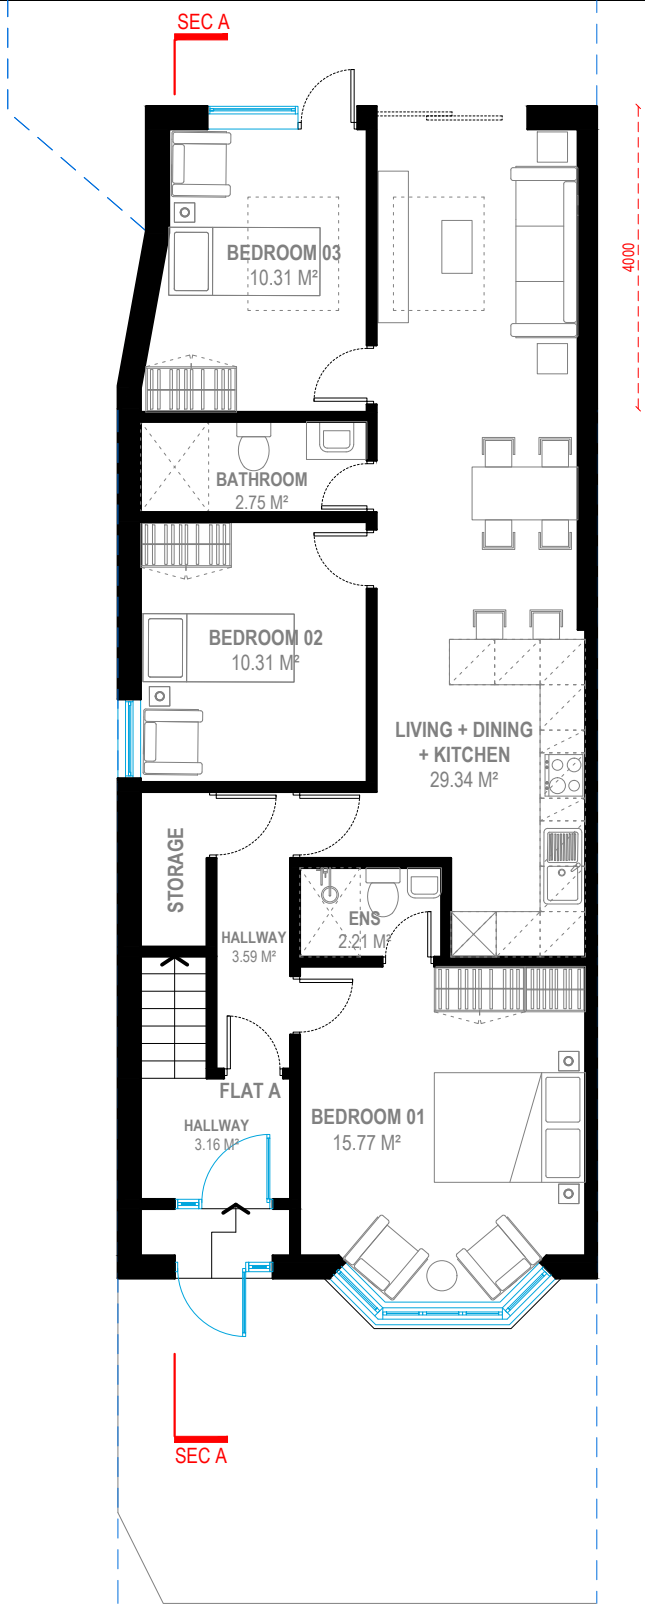 SEC A
4000
BEDROOM 03
10.31 M²
BATHROOM
2.75 M²
BEDROOM 02
10.31 M²
LIVING + DINING
+ KITCHEN
29.34 M²
STORAGE
ENS
2.21 M²
HALLWAY
3.59 M²
FLAT A
HALLWAY
3.16 M²
BEDROOM 01
15.77 M²
SEC A